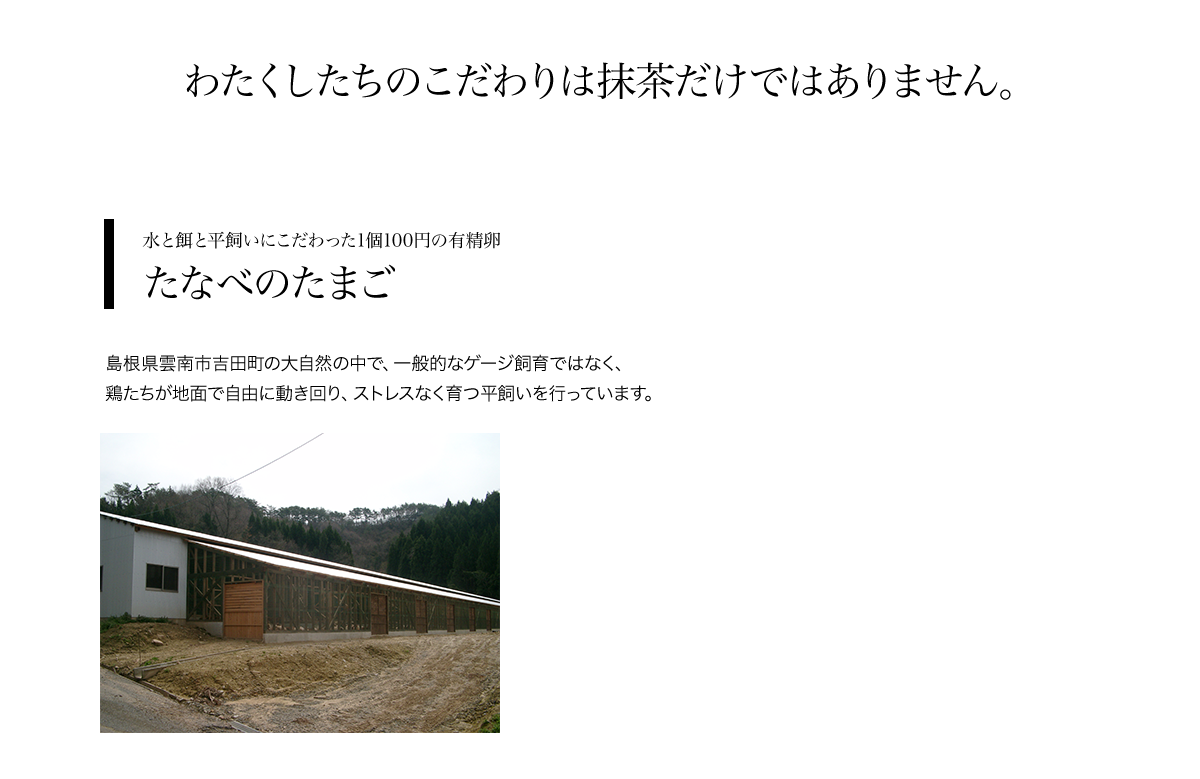 わたくしたちのこだわりは抹茶だけではありません。
水と餌と平飼いにこだわった1個100円の有精卵
たなべのたまご
島根県雲南市吉田町の大自然の中で、一般的なゲージ飼育ではなく、
鶏たちが地面で自由に動き回り、ストレスなく育つ平飼いを行っています。